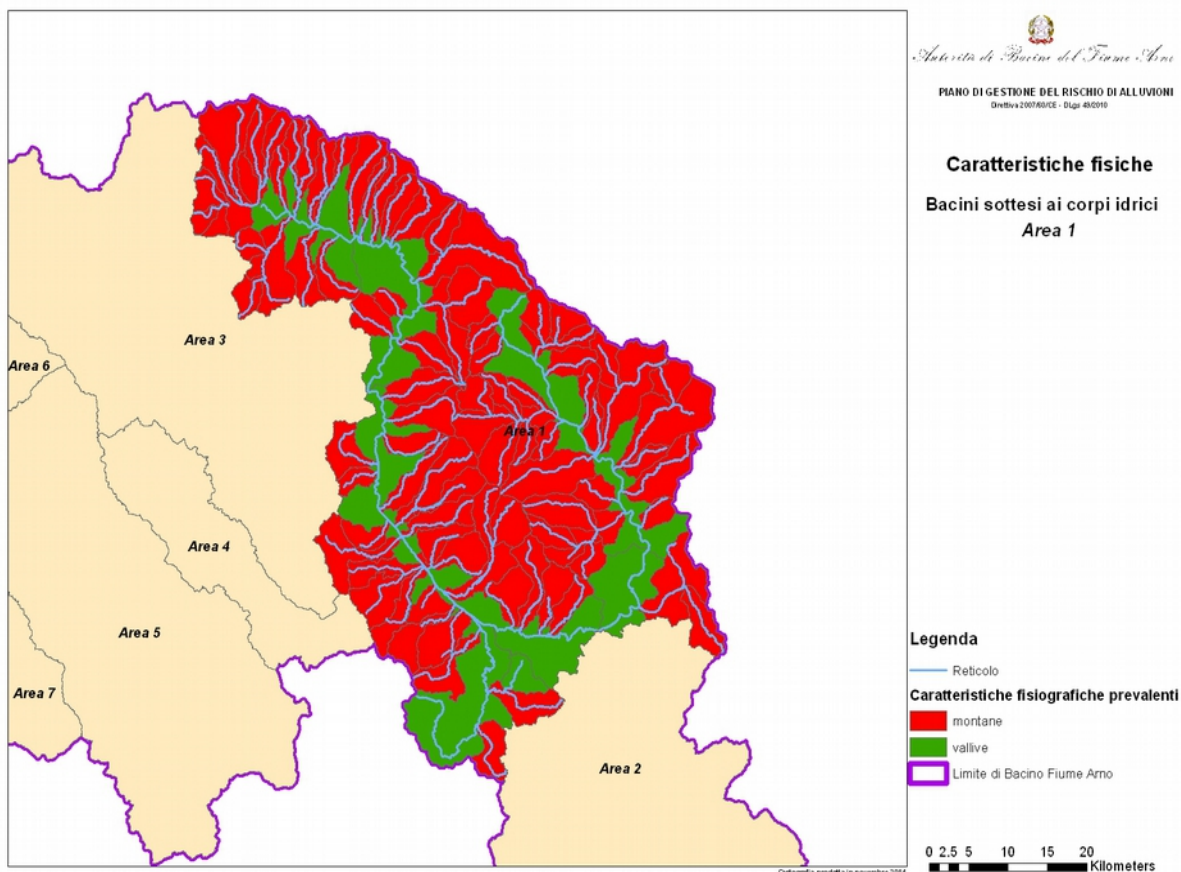 Autorità di Bacino del Fiume Arno
PIANO DI GESTIONE DEL RISCHIO DI ALLUVIONI
Direttiva 2007/60/CE - DLgs 49/2010
Caratteristiche fisiche
Bacini sottesi ai corpi idrici
Area 1
Area 3
Area 6
Area 1
Area 4
Area 5
Area 7
Area 2
Legenda
Reticolo
Caratteristiche fisiografiche prevalenti
montane
vallive
Limite di Bacino Fiume Arno
0 2.5 5 10 15 20
Kilometers